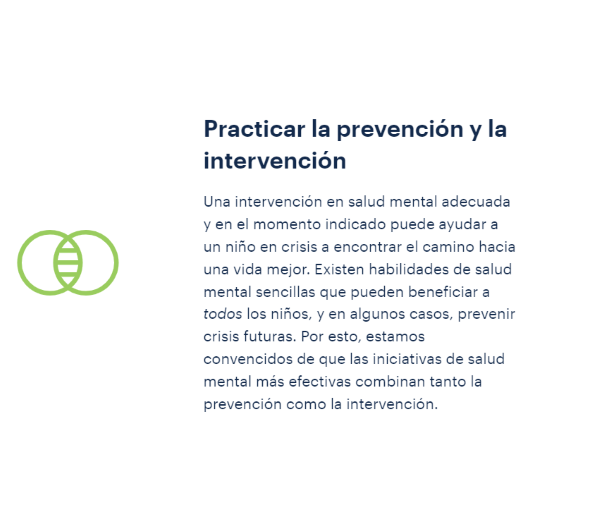 Practicar la prevención y la
intervención
Una intervención en salud mental adecuada
y en el momento indicado puede ayudar a
un niño en crisis a encontrar el camino hacia
una vida mejor. Existen habilidades de salud
mental sencillas que pueden beneficiar a
todos los niños, y en algunos casos, prevenir
crisis futuras. Por esto, estamos
convencidos de que las iniciativas de salud
mental más efectivas combinan tanto la
prevención como la intervención.